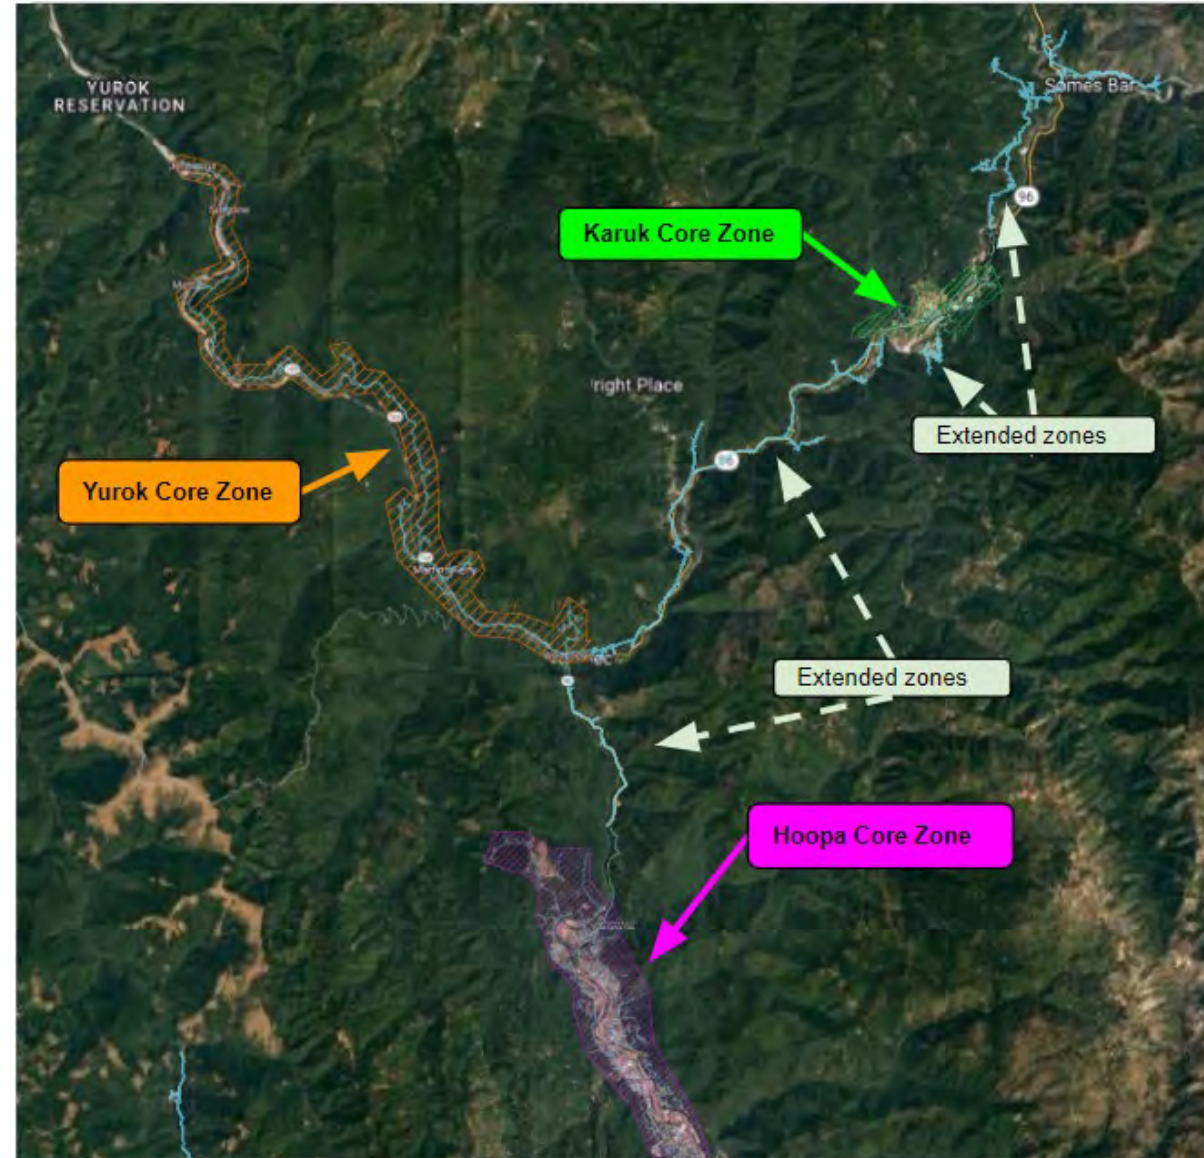 YUROK
RESERVATION
Somes Bar
96
Karuk Core Zone
'right Place
Extended zones
96
Yurok Core Zone
Extended zones
Hoopa Core Zone